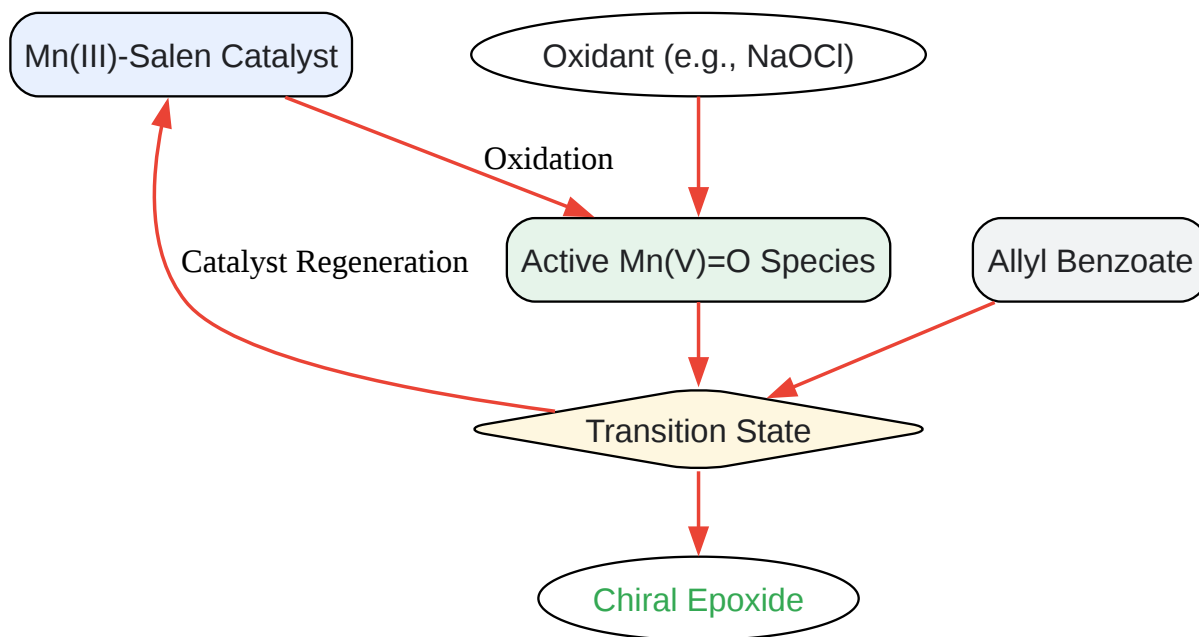 Mn(III)-Salen Catalyst
Oxidant (e.g., NaOCl)
Oxidation
Catalyst Regeneration
Active Mn(V)=O Species
Allyl Benzoate
Transition State
Chiral Epoxide